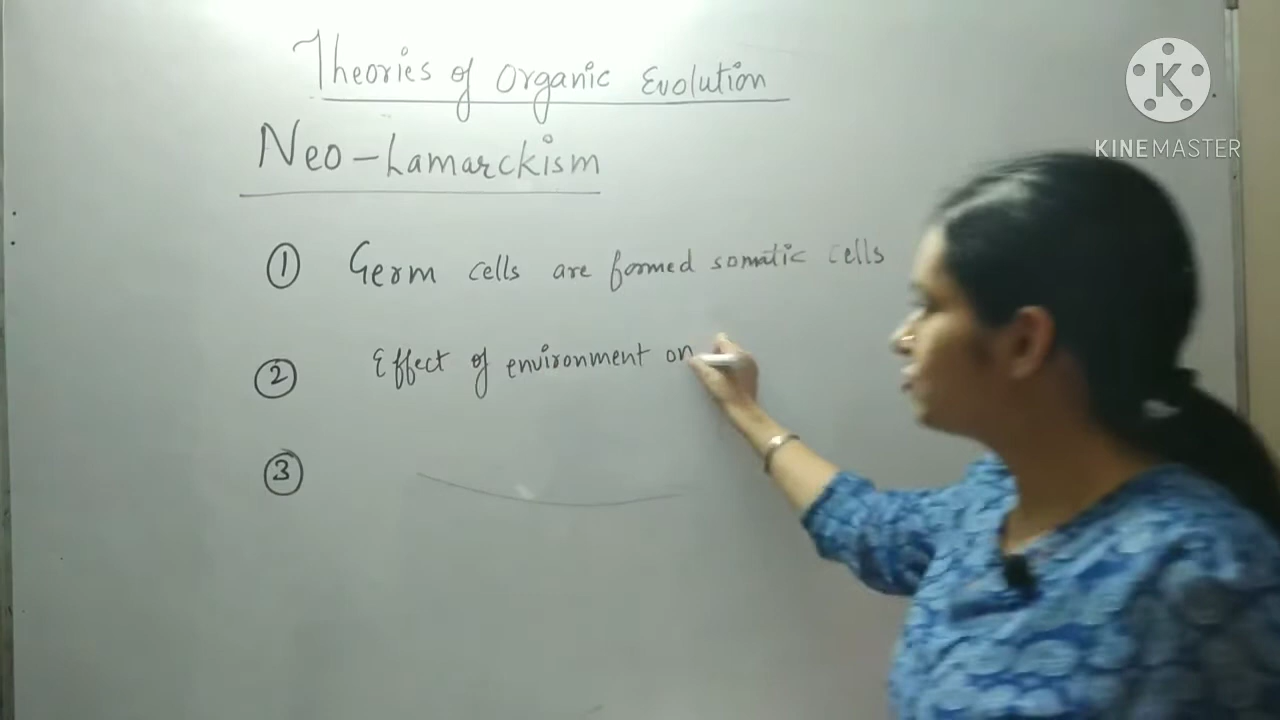 Theories of Organic Evolution
Neo-Lamarckism
① Germ cells are formed somatic cells
② Effect of environment on
③
K
KINEMASTER